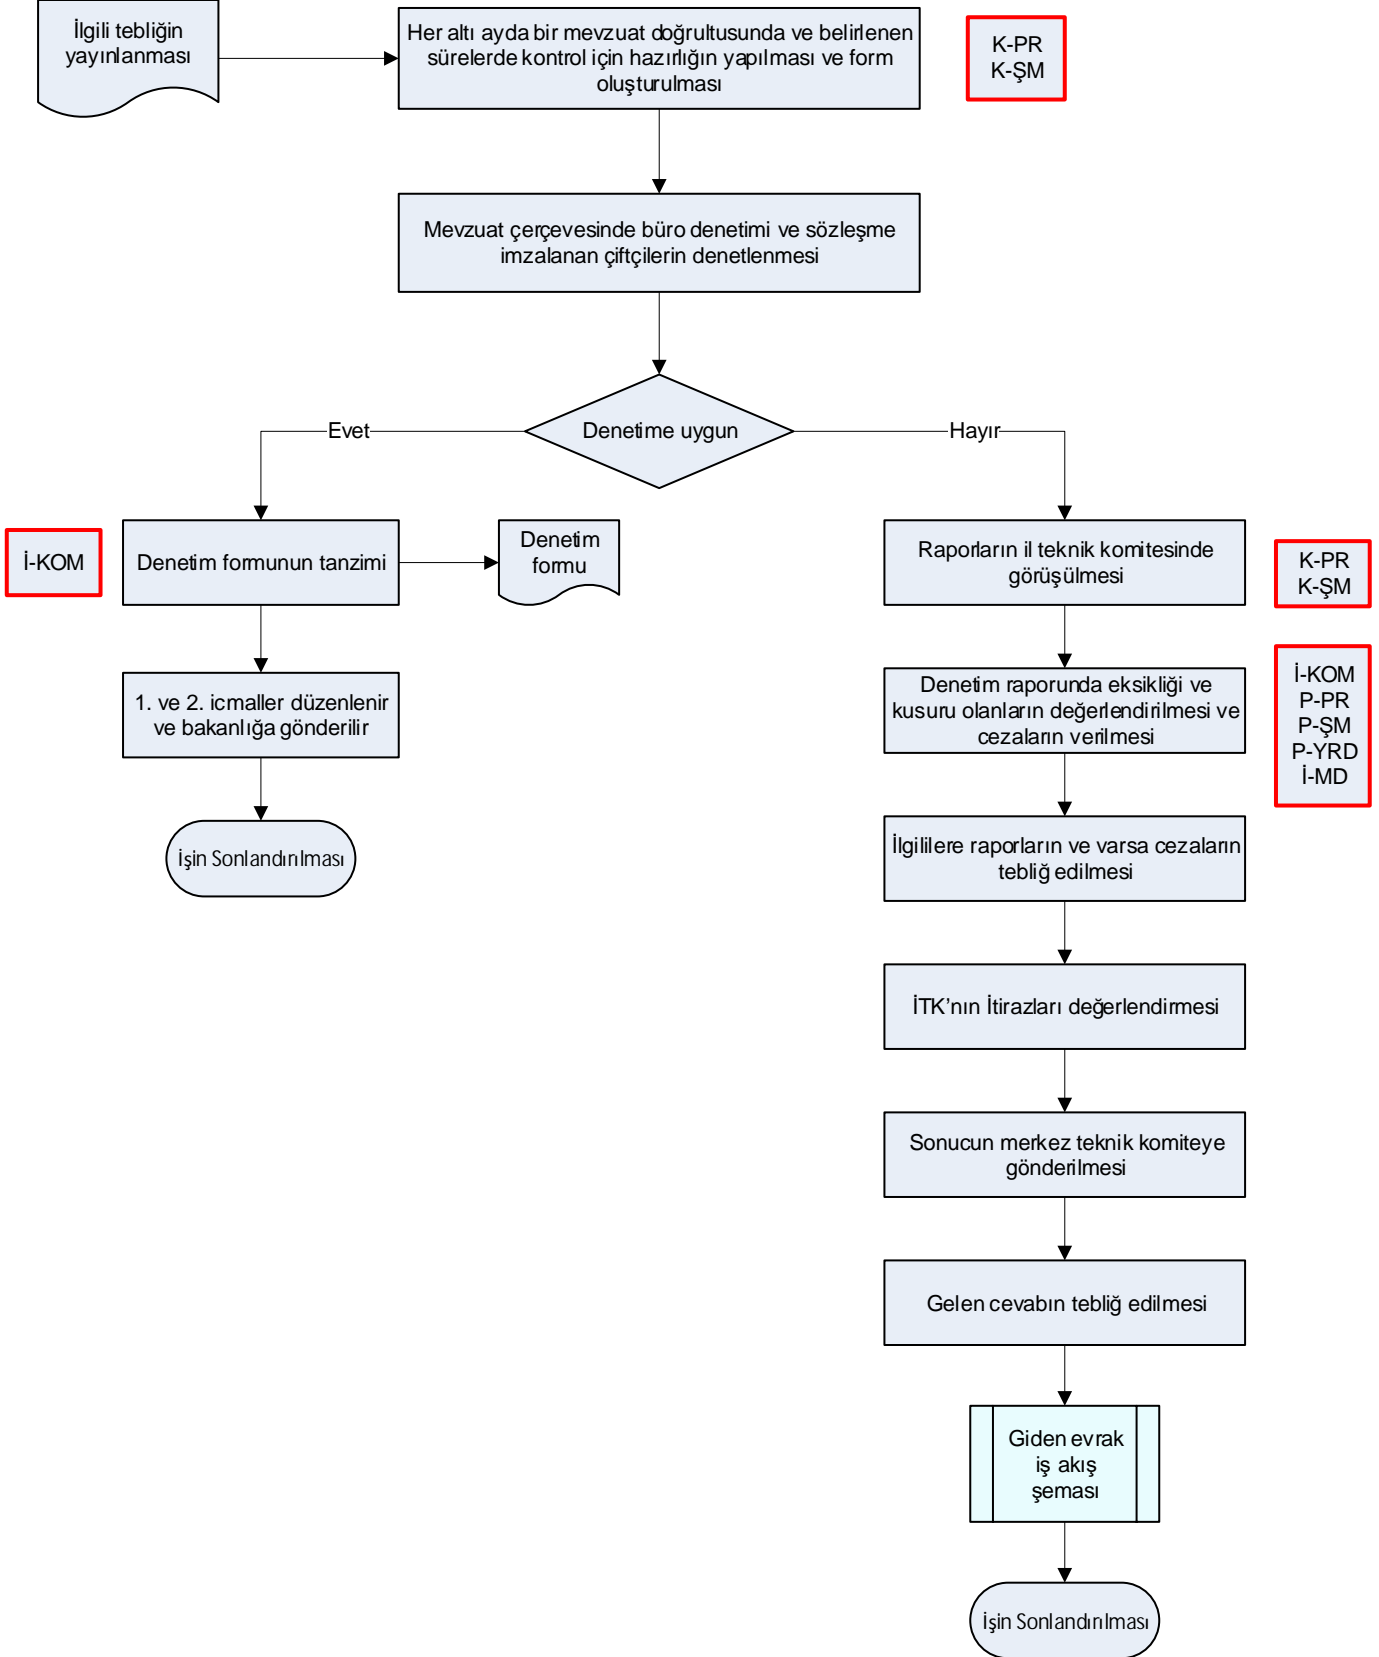 İlgili tebliğin
yayınlanması
Her altı ayda bir mevzuat doğrultusunda ve belirlenen
sürelerde kontrol için hazırlığın yapılması ve form
oluşturulması
K-PR
K-ŞM
Mevzuat çerçevesinde büro denetimi ve sözleşme
imzalanan çiftçilerin denetlenmesi
Denetime uygun
Evet
Hayır
İ-KOM
Denetim formunun tanzimi
Denetim
formu
1. ve 2. icmaller düzenlenir
ve bakanlığa gönderilir
İşin Sonlandırılması
Raporların il teknik komitesinde
görüşülmesi
K-PR
K-ŞM
Denetim raporunda eksikliği ve
kusuru olanların değerlendirilmesi ve
cezaların verilmesi
İ-KOM
P-PR
P-ŞM
P-YRD
İ-MD
İlgililere raporların ve varsa cezaların
tebliğ edilmesi
İTK’nın İtirazları değerlendirmesi
Sonucun merkez teknik komiteye
gönderilmesi
Gelen cevabın tebliğ edilmesi
Giden evrak
iş akış
şeması
İşin Sonlandırılması